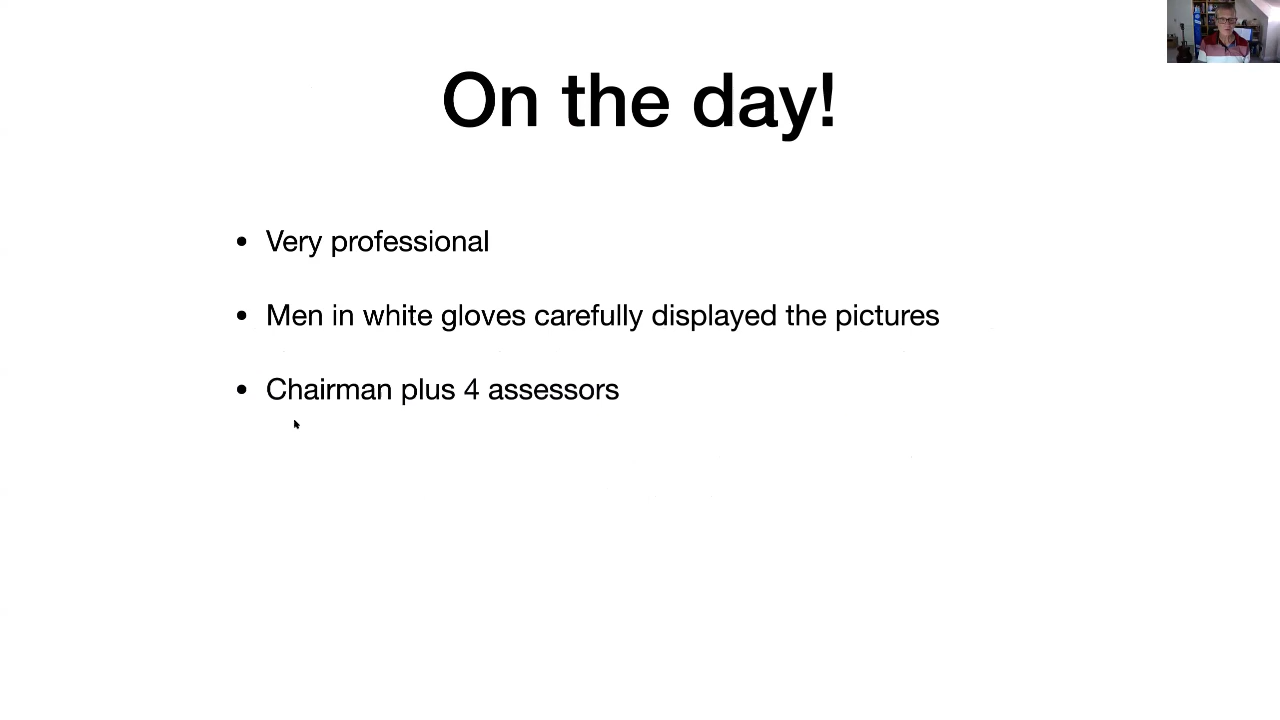 On the day!
• Very professional
• Men in white gloves carefully displayed the pictures
• Chairman plus 4 assessors